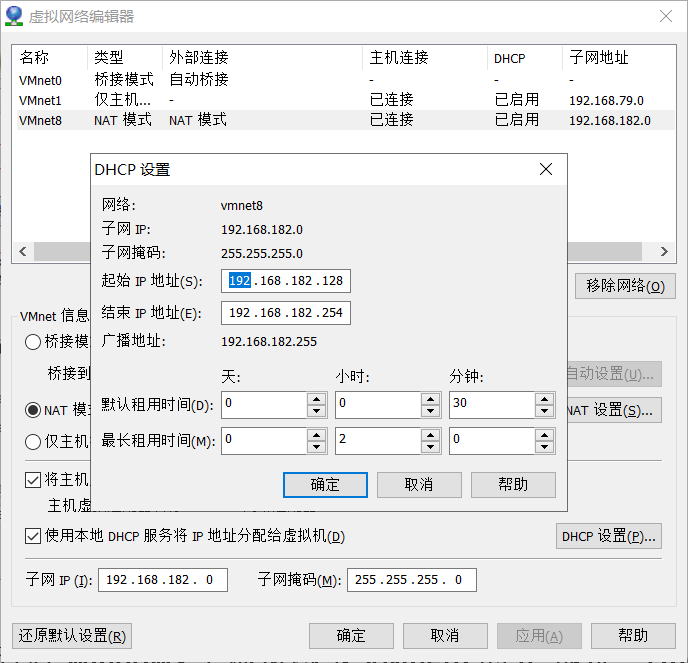 虚拟网络编辑器
名称 类型 外部连接 主机连接 DHCP 子网地址
VMnet0 桥接模式 自动桥接 - - -
VMnet1 仅主机... - 已连接 已启用 192.168.79.0
VMnet8 NAT 模式 NAT 模式 已连接 已启用 192.168.182.0
DHCP 设置
网络: vmnet8
子网 IP: 192.168.182.0
子网掩码: 255.255.255.0
起始 IP 地址(S): 192.168.182.128
结束 IP 地址(E): 192.168.182.254
广播地址: 192.168.182.255
天: 小时: 分钟:
默认租用时间(D): 0 0 30
最长租用时间(M): 0 2 0
确定 取消 帮助
移除网络(O)
VMnet 信息
桥接模
桥接到 自动设置(U)...
NAT 模 NAT 设置(S)...
仅主机
将主机
主机虚
使用本地 DHCP 服务将 IP 地址分配给虚拟机(D) DHCP 设置(P)...
子网 IP (I): 192.168.182. 0 子网掩码(M): 255.255.255. 0
还原默认设置(R) 确定 取消 应用(A) 帮助